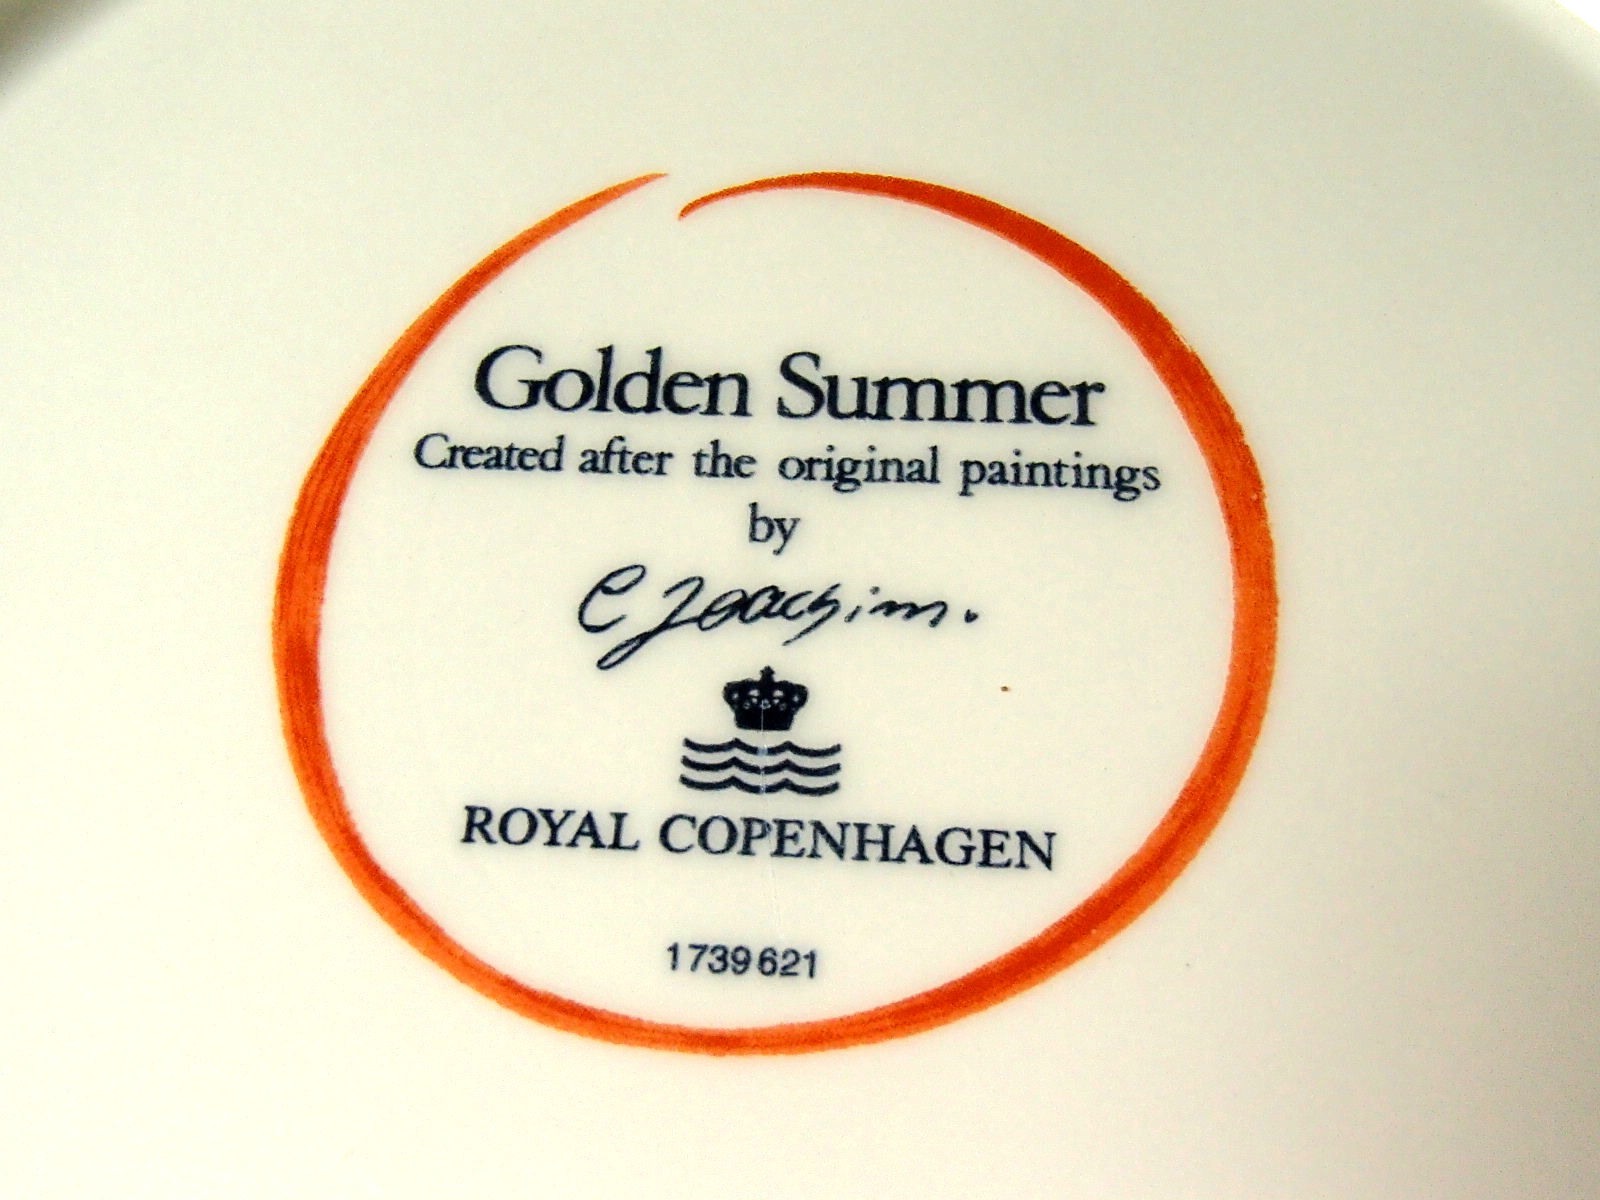 Golden Summer
Created after the original paintings
by
C Joachim.
ROYAL COPENHAGEN
1739621